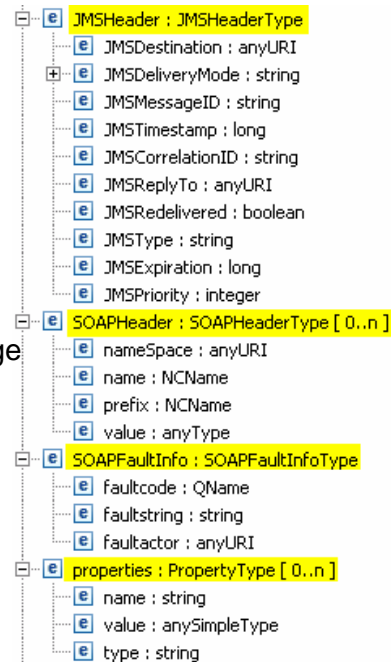 JMSHeader : JMSHeaderType
JMSDestination : anyURI
JMSDeliveryMode : string
JMSMessageID : string
JMSTimestamp : long
JMSCorrelationID : string
JMSReplyTo : anyURI
JMSRedelivered : boolean
JMSType : string
JMSExpiration : long
JMSPriority : integer
SOAPHeader : SOAPHeaderType [ 0..n ]
nameSpace : anyURI
name : NCName
prefix : NCName
value : anyType
SOAPFaultInfo : SOAPFaultInfoType
faultcode : QName
faultstring : string
faultactor : anyURI
properties : PropertyType [ 0..n ]
name : string
value : anySimpleType
type : string